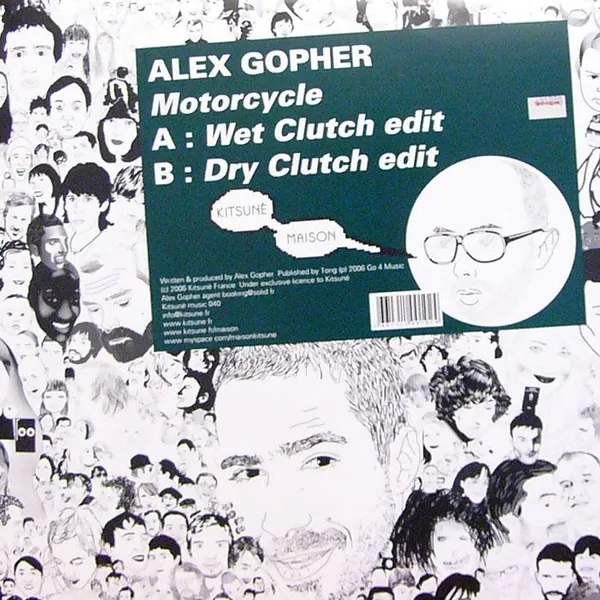 ALEX GOPHER
Motorcycle
A : Wet Clutch edit
B : Dry Clutch edit
KITSUNÉ
MAISON
Written & produced by Alex Gopher Published by Tong (p) 2006 Go 4 Music
(c) 2006 Kitsuné France Under exclusive licence to Kitsuné
Alex Gopher agent booking@solid.fr
Kitsuné music 040
info@kitsune.fr
www.kitsune.fr
www.kitsune.fr/maison
www.myspace.com/maisonkitsune